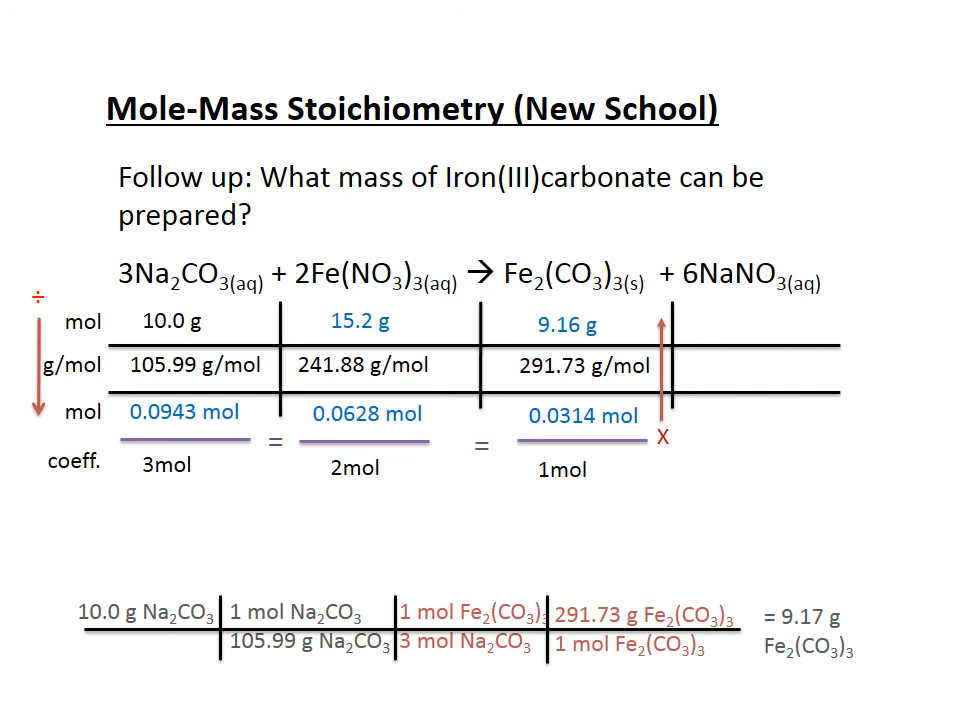 Mole-Mass Stoichiometry (New School)
Follow up: What mass of Iron(III)carbonate can be
prepared?
3Na₂CO₃(aq) + 2Fe(NO₃)₃(aq) → Fe₂(CO₃)₃(s) + 6NaNO₃(aq)
÷
mol 10.0 g 15.2 g 9.16 g
g/mol 105.99 g/mol 241.88 g/mol 291.73 g/mol
mol 0.0943 mol = 0.0628 mol = 0.0314 mol X
coeff. 3mol 2mol 1mol
10.0 g Na₂CO₃ 1 mol Na₂CO₃ 1 mol Fe₂(CO₃)₃ 291.73 g Fe₂(CO₃)₃ = 9.17 g
105.99 g Na₂CO₃ 3 mol Na₂CO₃ 1 mol Fe₂(CO₃)₃ Fe₂(CO₃)₃